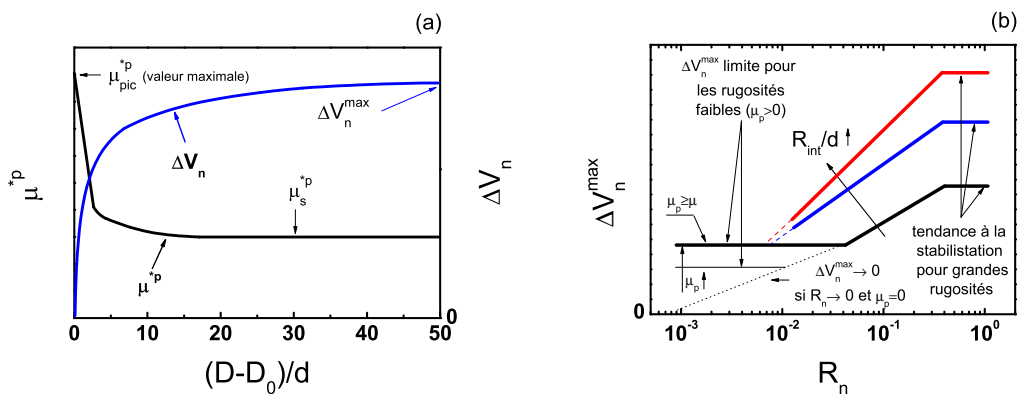 (a)
μ*p pic (valeur maximale)
ΔVn max
ΔVn
μs*p
μ*p
μ*p
ΔVn
0
0 10 20 30 40 50
(D-D0)/d
(b)
ΔVn max limite pour
les rugosités
faibles (μp>0)
Rint/d
μp≥μ
μp
ΔVn max → 0
si Rn → 0 et μp=0
tendance à la
stabilistation
pour grandes
rugosités
ΔVn max
0
10-3 10-2 10-1 100
Rn